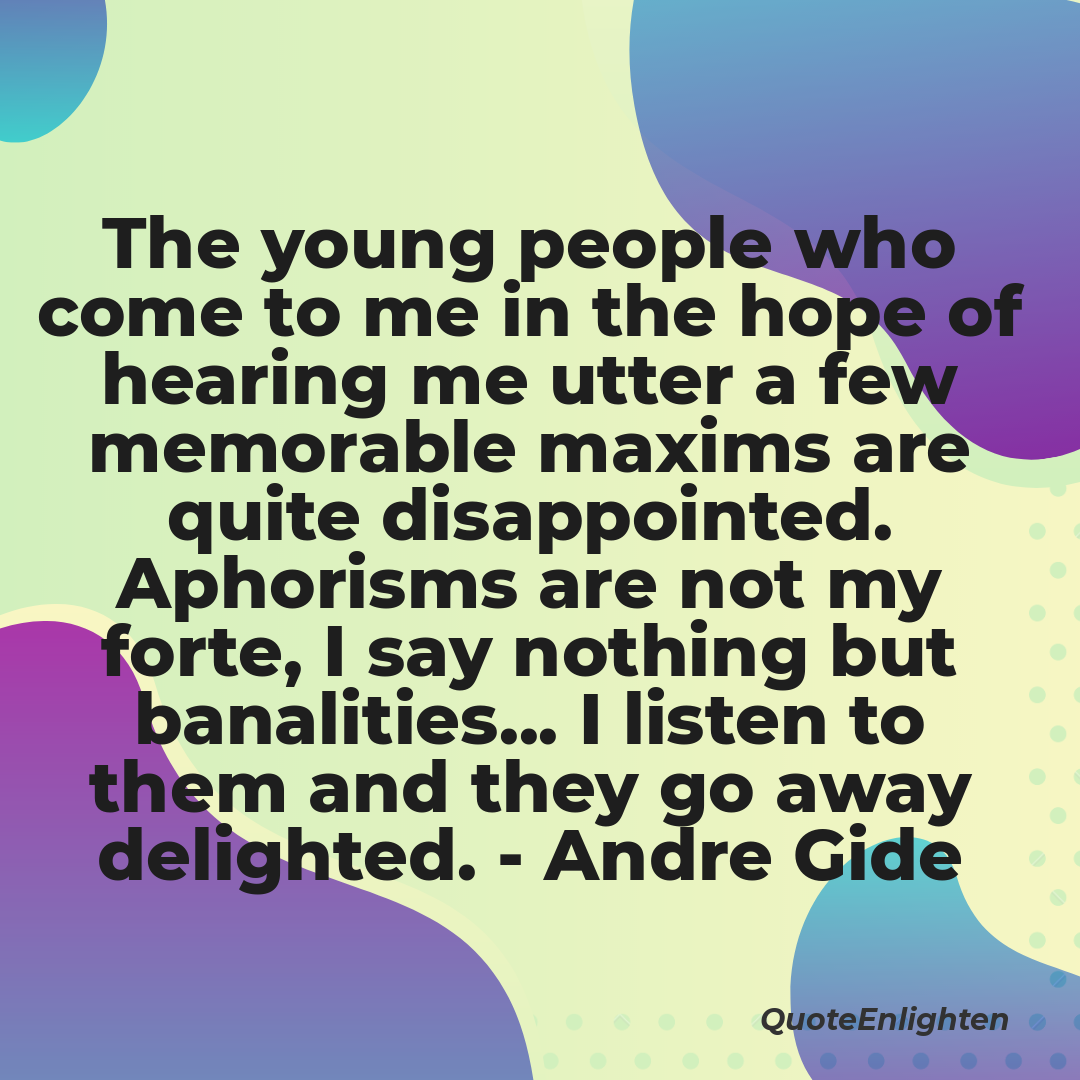 The young people who
come to me in the hope of
hearing me utter a few
memorable maxims are
quite disappointed.
Aphorisms are not my
forte, I say nothing but
banalities... I listen to
them and they go away
delighted. - Andre Gide
QuoteEnlighten